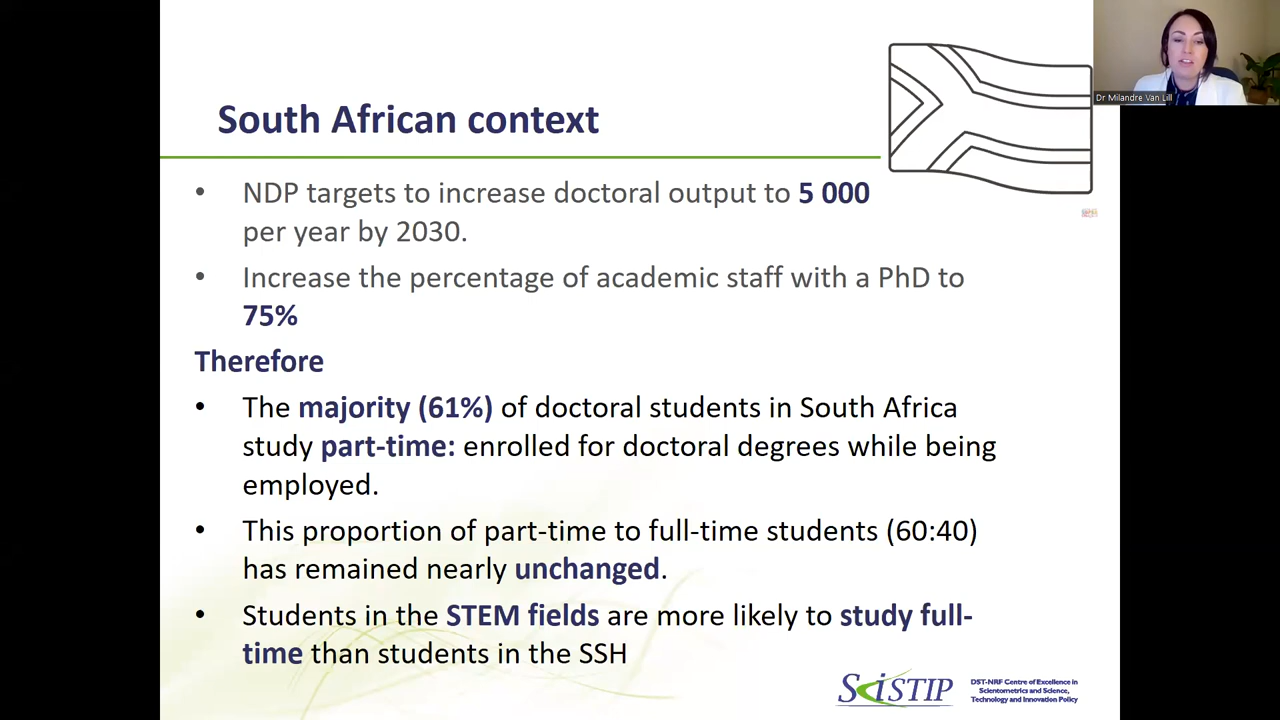 Dr Milandre Van Lill
South African context
• NDP targets to increase doctoral output to 5 000
per year by 2030.
• Increase the percentage of academic staff with a PhD to
75%
Therefore
• The majority (61%) of doctoral students in South Africa
study part-time: enrolled for doctoral degrees while being
employed.
• This proportion of part-time to full-time students (60:40)
has remained nearly unchanged.
• Students in the STEM fields are more likely to study full-
time than students in the SSH
SciSTIP
DST-NRF Centre of Excellence in
Scientometrics and Science,
Technology and Innovation Policy